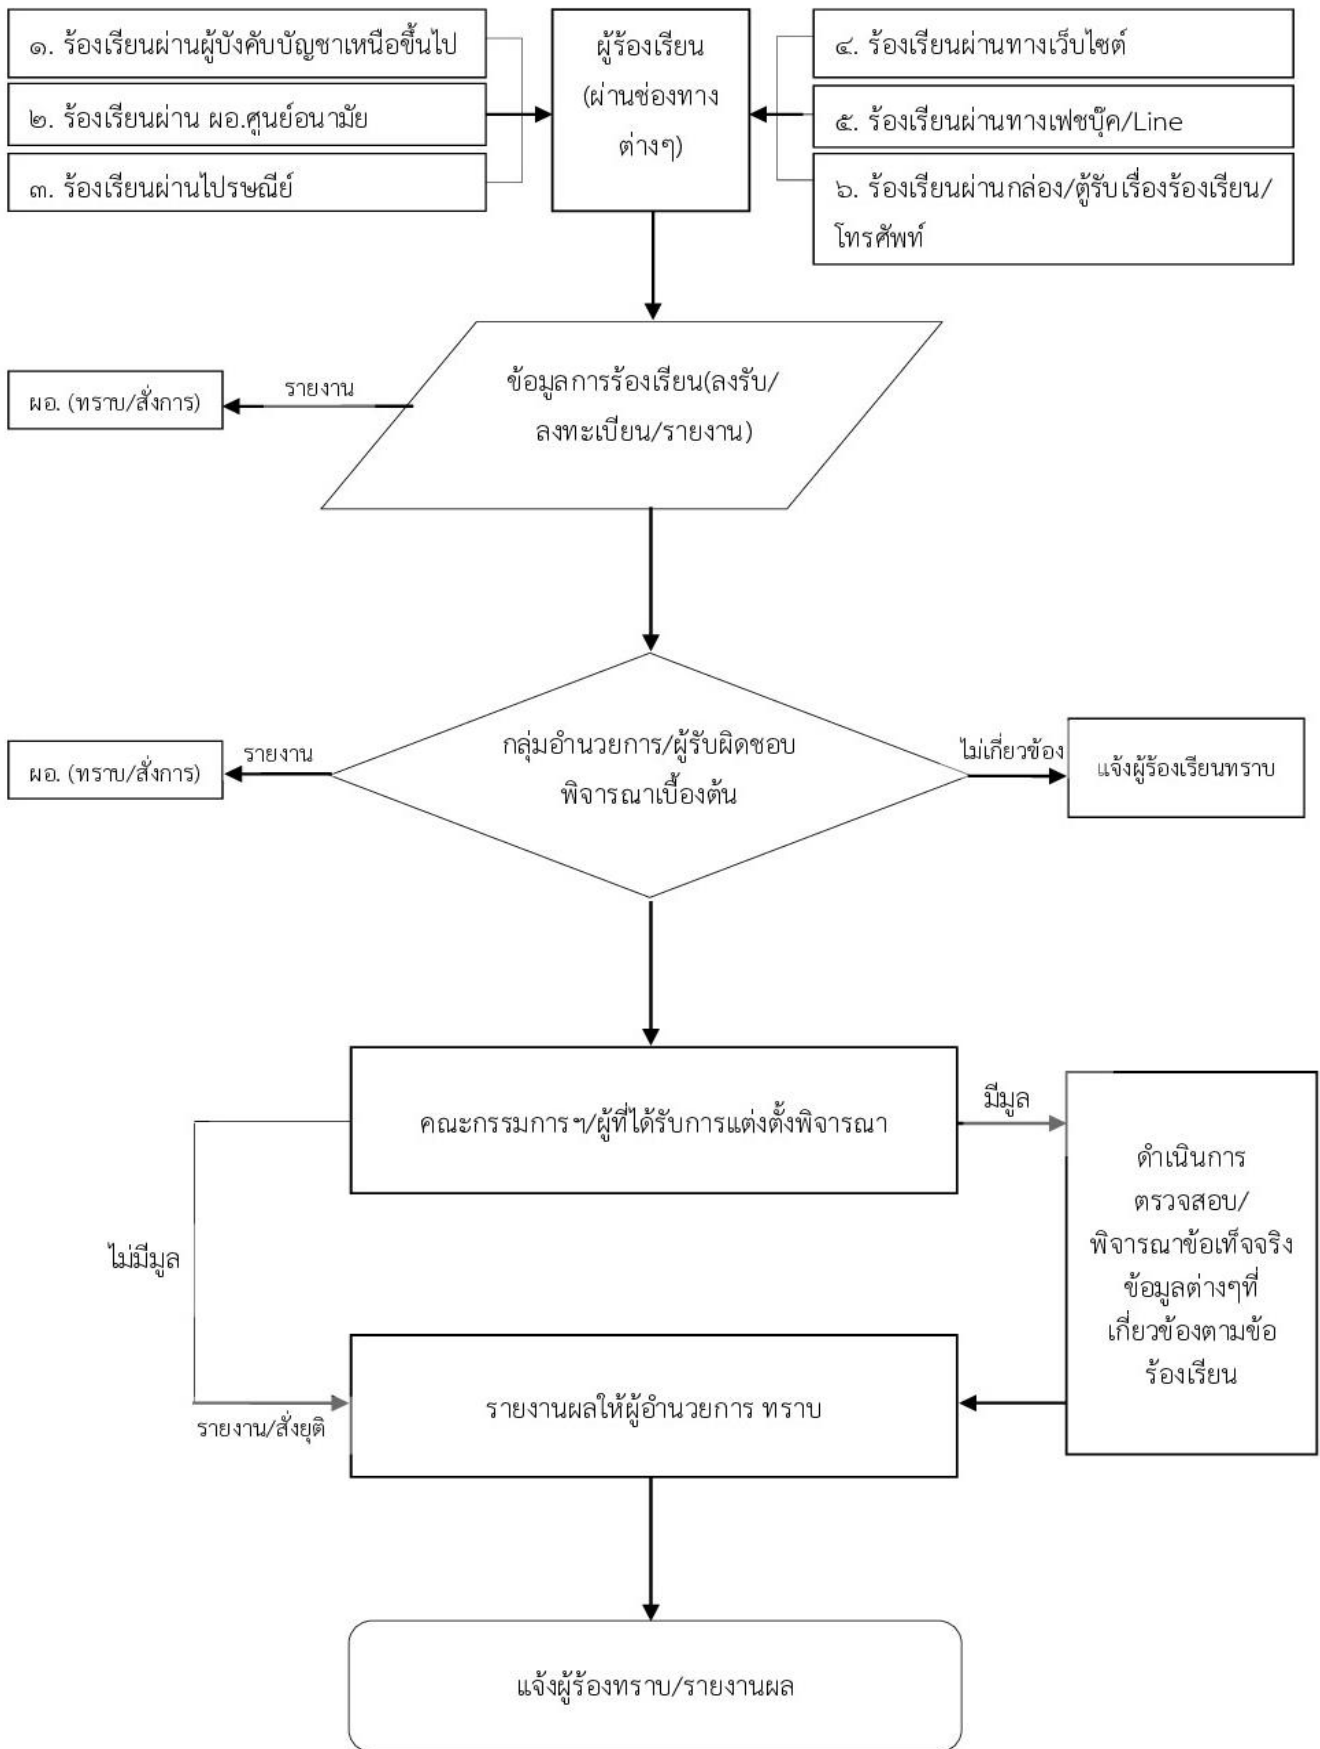 ๑. ร้องเรียนผ่านผู้บังคับบัญชาเหนือขึ้นไป
๒. ร้องเรียนผ่าน ผอ.ศูนย์อนามัย
๓. ร้องเรียนผ่านไปรษณีย์
ผู้ร้องเรียน
(ผ่านช่องทาง
ต่างๆ)
๔. ร้องเรียนผ่านทางเว็บไซต์
๕. ร้องเรียนผ่านทางเฟซบุ๊ค/Line
๖. ร้องเรียนผ่านกล่อง/ตู้รับเรื่องร้องเรียน/
โทรศัพท์
ผอ. (ทราบ/สั่งการ)
รายงาน
ข้อมูลการร้องเรียน(ลงรับ/
ลงทะเบียน/รายงาน)
ผอ. (ทราบ/สั่งการ)
รายงาน
กลุ่มอำนวยการ/ผู้รับผิดชอบ
พิจารณาเบื้องต้น
ไม่เกี่ยวข้อง
แจ้งผู้ร้องเรียนทราบ
คณะกรรมการฯ/ผู้ที่ได้รับการแต่งตั้งพิจารณา
มีมูล
ดำเนินการ
ตรวจสอบ/
พิจารณาข้อเท็จจริง
ข้อมูลต่างๆที่
เกี่ยวข้องตามข้อ
ร้องเรียน
ไม่มีมูล
รายงาน/สั่งยุติ
รายงานผลให้ผู้อำนวยการ ทราบ
แจ้งผู้ร้องทราบ/รายงานผล